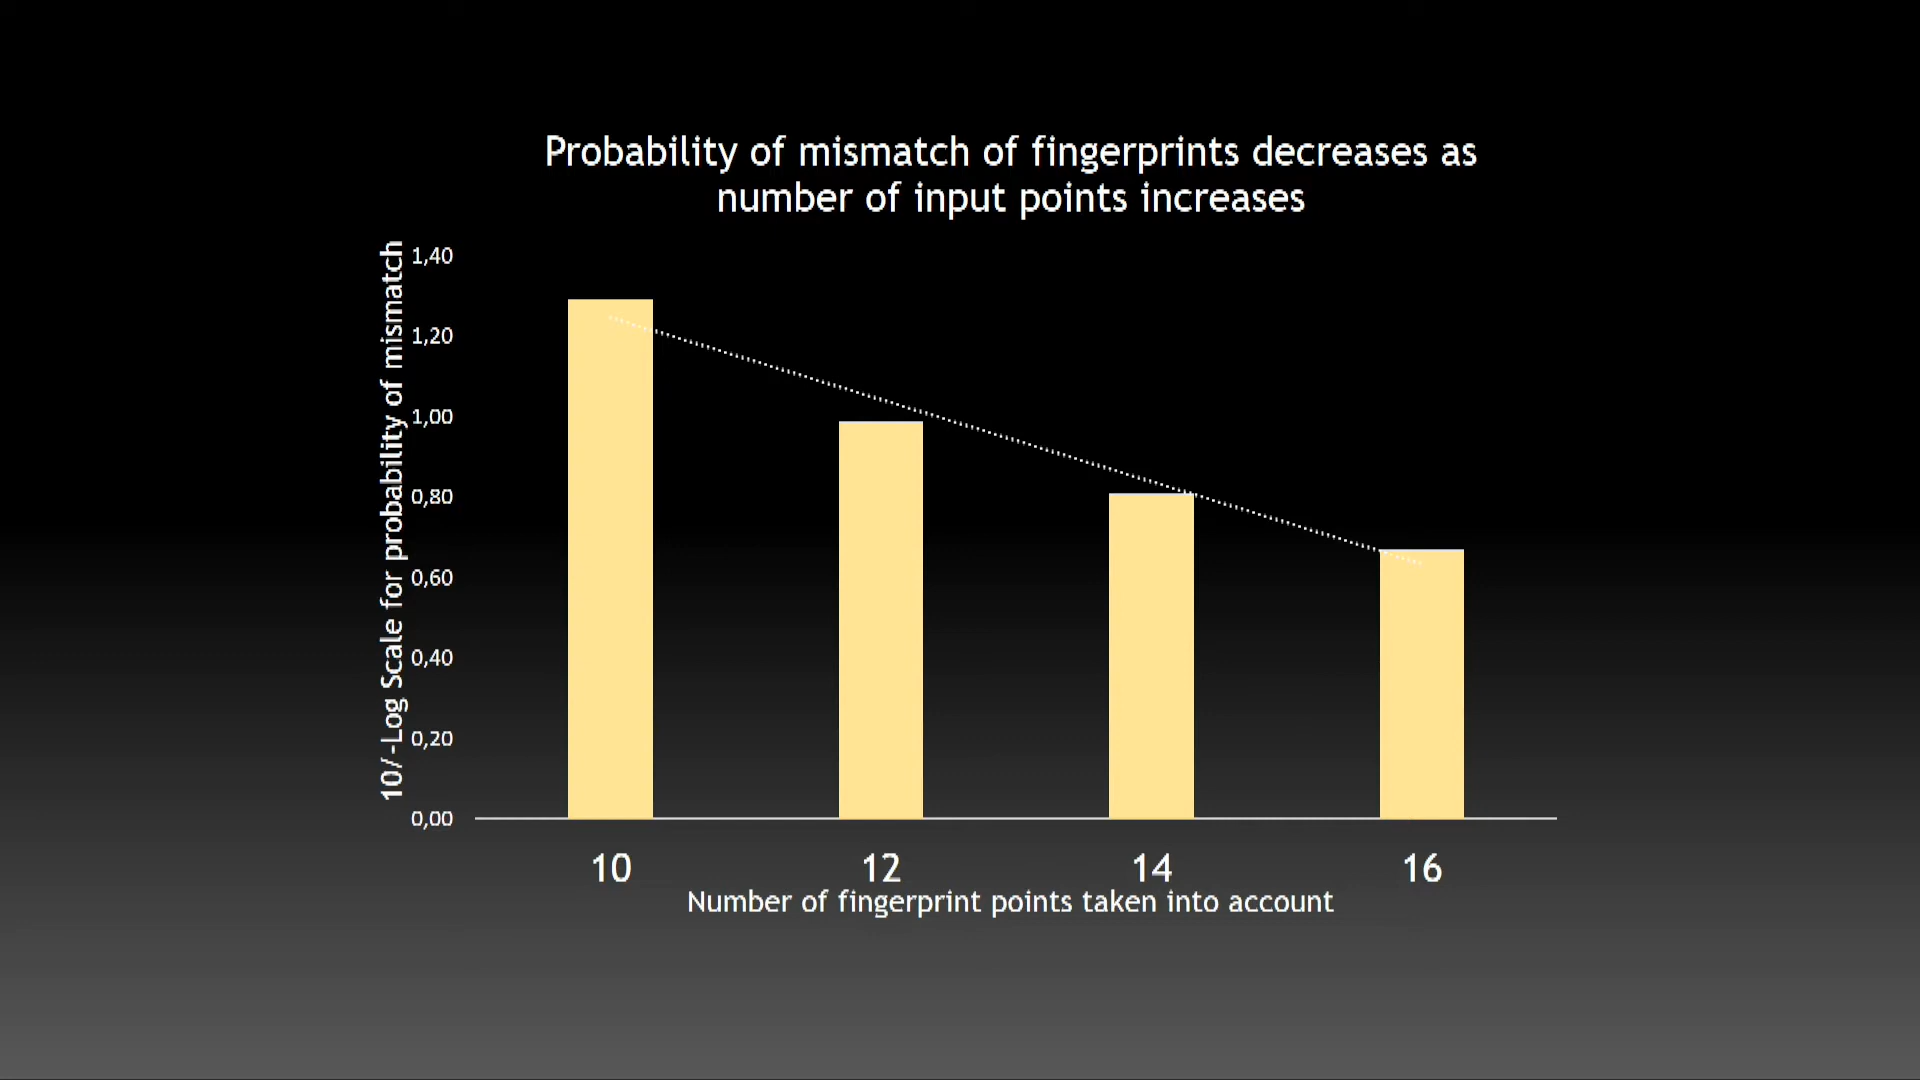 Probability of mismatch of fingerprints decreases as
number of input points increases
10/-Log Scale for probability of mismatch
1,40
1,20
1,00
0,80
0,60
0,40
0,20
0,00
10 12 14 16
Number of fingerprint points taken into account